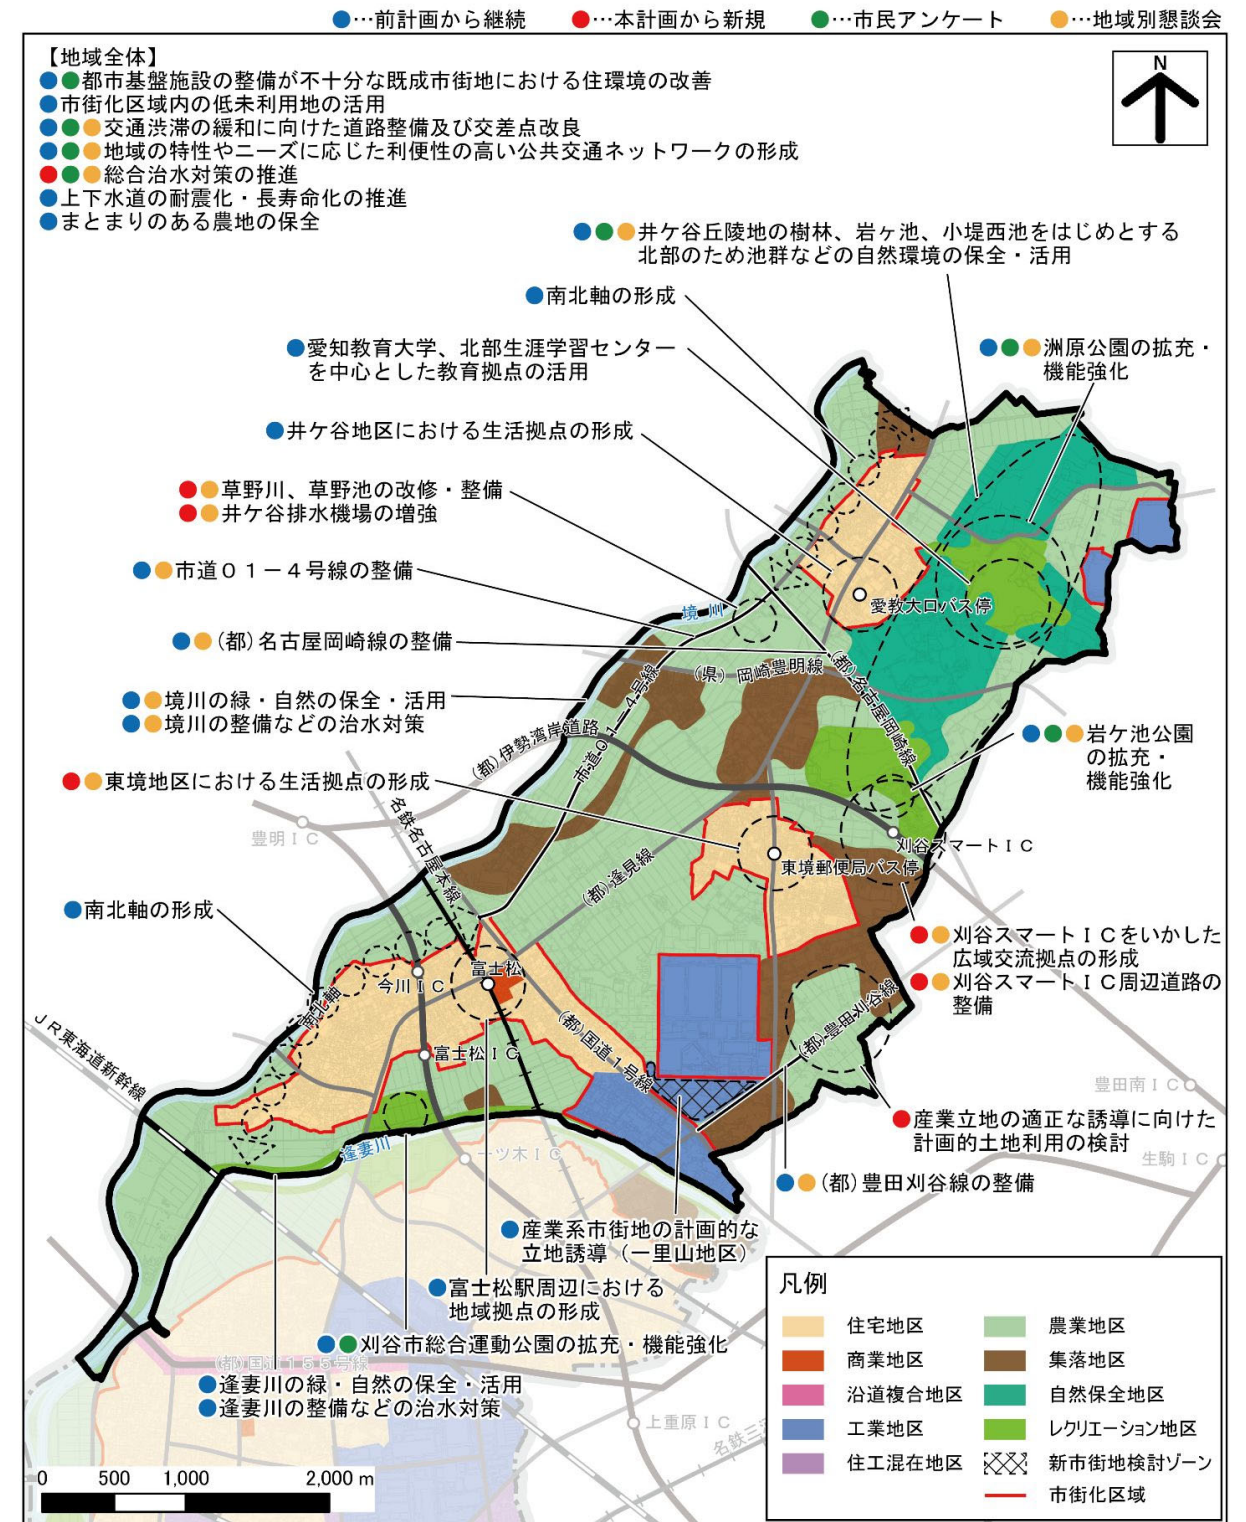 ●…前計画から継続 ●…本計画から新規 ●…市民アンケート ●…地域別懇談会
【地域全体】
●●都市基盤施設の整備が不十分な既成市街地における住環境の改善
●市街化区域内の低未利用地の活用
●●●交通渋滞の緩和に向けた道路整備及び交差点改良
●●●地域の特性やニーズに応じた利便性の高い公共交通ネットワークの形成
●●●総合治水対策の推進
●上下水道の耐震化・長寿命化の推進
●まとまりのある農地の保全
N
●●●井ケ谷丘陵地の樹林、岩ヶ池、小堤西池をはじめとする
北部のため池群などの自然環境の保全・活用
●南北軸の形成
●愛知教育大学、北部生涯学習センター
を中心とした教育拠点の活用
●●●洲原公園の拡充・
機能強化
●井ケ谷地区における生活拠点の形成
●●草野川、草野池の改修・整備
●●井ケ谷排水機場の増強
●●市道０１－４号線の整備
境川
愛教大口バス停
●●(都)名古屋岡崎線の整備
(県)岡崎豊明線
(都)名古屋岡崎線
●●境川の緑・自然の保全・活用
●●境川の整備などの治水対策
市道０１－４号線
(都)伊勢湾岸道路
●●●岩ケ池公園
の拡充・
機能強化
●●東境地区における生活拠点の形成
名鉄名古屋本線
豊明ＩＣ
刈谷スマートＩＣ
東境郵便局バス停
(都)逢見線
●南北軸の形成
●●刈谷スマートＩＣをいかした
広域交流拠点の形成
●●刈谷スマートＩＣ周辺道路の
整備
富士松
今川ＩＣ
南北軸
(都)豊田刈谷線
ＪＲ東海道新幹線
(都)国道１号線
富士松ＩＣ
豊田南ＩＣ
●産業立地の適正な誘導に向けた
計画的土地利用の検討
逢妻川
一ツ木ＩＣ
生駒ＩＣ
●●(都)豊田刈谷線の整備
●産業系市街地の計画的な
立地誘導（一里山地区）
●富士松駅周辺における
地域拠点の形成
●●刈谷市総合運動公園の拡充・機能強化
(都)国道１５５号線
●逢妻川の緑・自然の保全・活用
●逢妻川の整備などの治水対策
上重原ＩＣ
名鉄三
凡例
住宅地区 農業地区
商業地区 集落地区
沿道複合地区 自然保全地区
工業地区 レクリエーション地区
住工混在地区 新市街地検討ゾーン
市街化区域
0 500 1,000 2,000 m